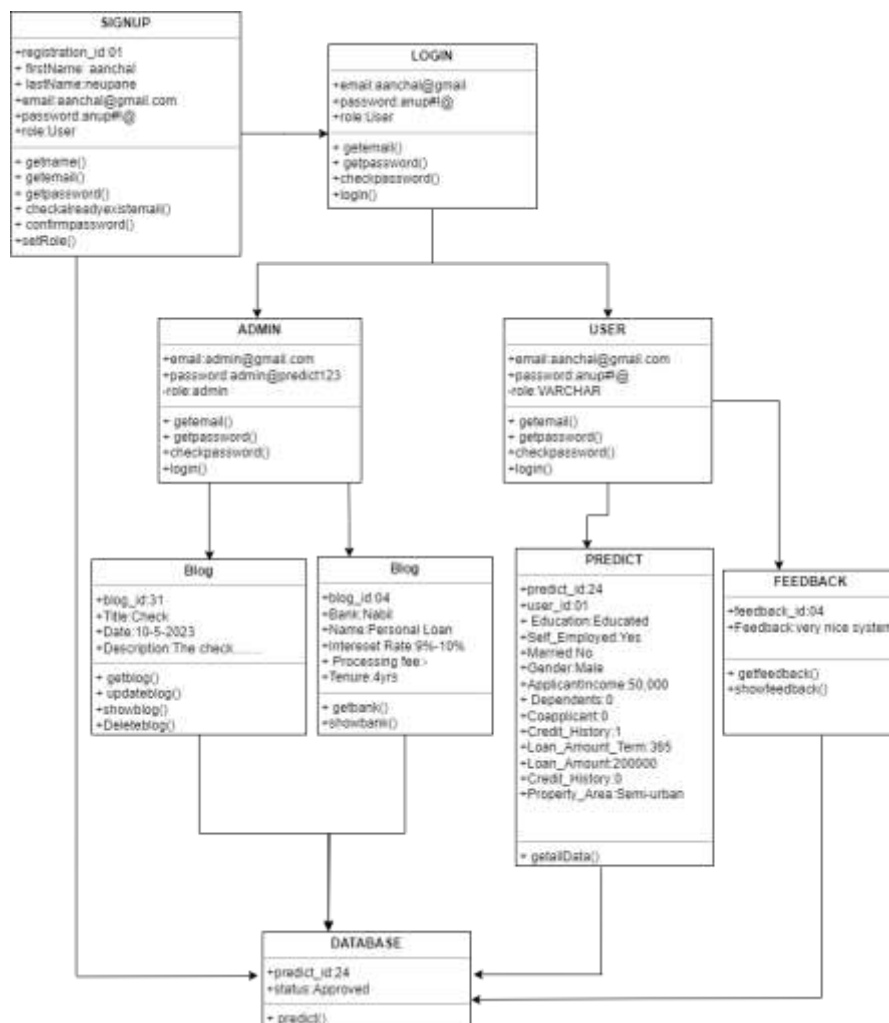 SIGNUP
+registration_id:01
+ firstName: aanchal
+ lastName:neupane
+email:aanchal@gmail.com
+password:anup#!@
+role:User
+ getname()
+ getemail()
+ getpassword()
+ checkalreadyexistemail()
+ confirmpassword()
+setRole()
LOGIN
+email:aanchal@gmail
+password:anup#!@
+role:User
+ getemail()
+ getpassword()
+checkpassword()
+login()
ADMIN
+email:admin@gmail.com
+password:admin@predict123
-role:admin
+ getemail()
+ getpassword()
+checkpassword()
+login()
USER
+email:aanchal@gmail.com
+password:anup#!@
-role:VARCHAR
+ getemail()
+ getpassword()
+checkpassword()
+login()
Blog
+blog_id:31
+Title:Check
+Date:10-5-2023
+Description:The check.........
+ getblog()
+ updateblog()
+showblog()
+Deleteblog()
Blog
+blog_id:04
+Bank:Nabil
+Name:Personal Loan
+Intereset Rate:9%-10%
+ Processing fee:-
+Tenure:4yrs
+ getbank()
+showbank()
PREDICT
+predict_id:24
+user_id:01
+ Education:Educated
+Self_Employed:Yes
+Married:No
+Gender:Male
+ApplicantIncome:50,000
+ Dependents:0
+Coapplicant:0
+Credit_History:1
+Loan_Amount_Term:365
+Loan_Amount:200000
+Credit_History:0
+Property_Area:Semi-urban
+ getallData()
FEEDBACK
+feedback_id:04
+Feedback:very nice system
+ getfeedback()
+showfeedback()
DATABASE
+predict_id:24
+status:Approved
+ predict()